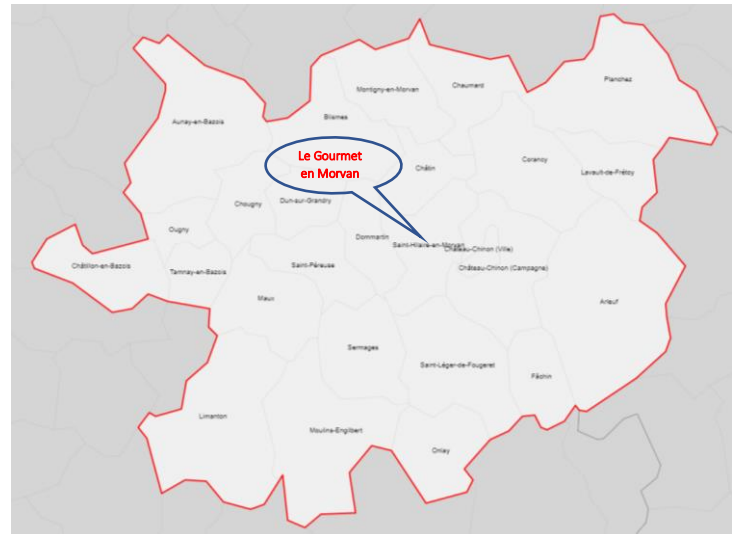 Planchez
Chaumard
Montigny-en-Morvan
Blismes
Aunay-en-Bazois
Le Gourmet
en Morvan
Corancy
Châtin
Lavault-de-Frétoy
Chougny
Dun-sur-Grandry
Ougny
Dommartin
Saint-Hilaire-en-Morvan
Château-Chinon (Ville)
Châtillon-en-Bazois
Tamnay-en-Bazois
Saint-Péreuse
Château-Chinon (Campagne)
Maux
Arleuf
Sermages
Saint-Léger-de-Fougeret
Fâchin
Limanton
Moulins-Engilbert
Onlay